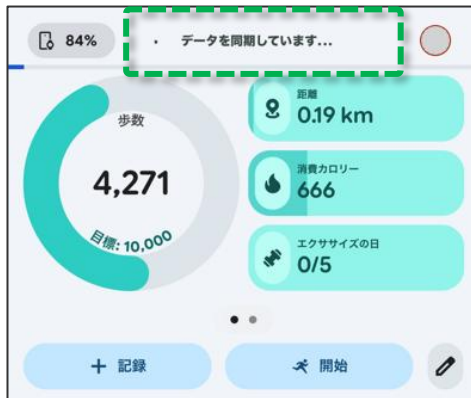 84%
データを同期しています...
歩数
4,271
目標: 10,000
距離
0.19 km
消費カロリー
666
エクササイズの日
0/5
+ 記録
開始